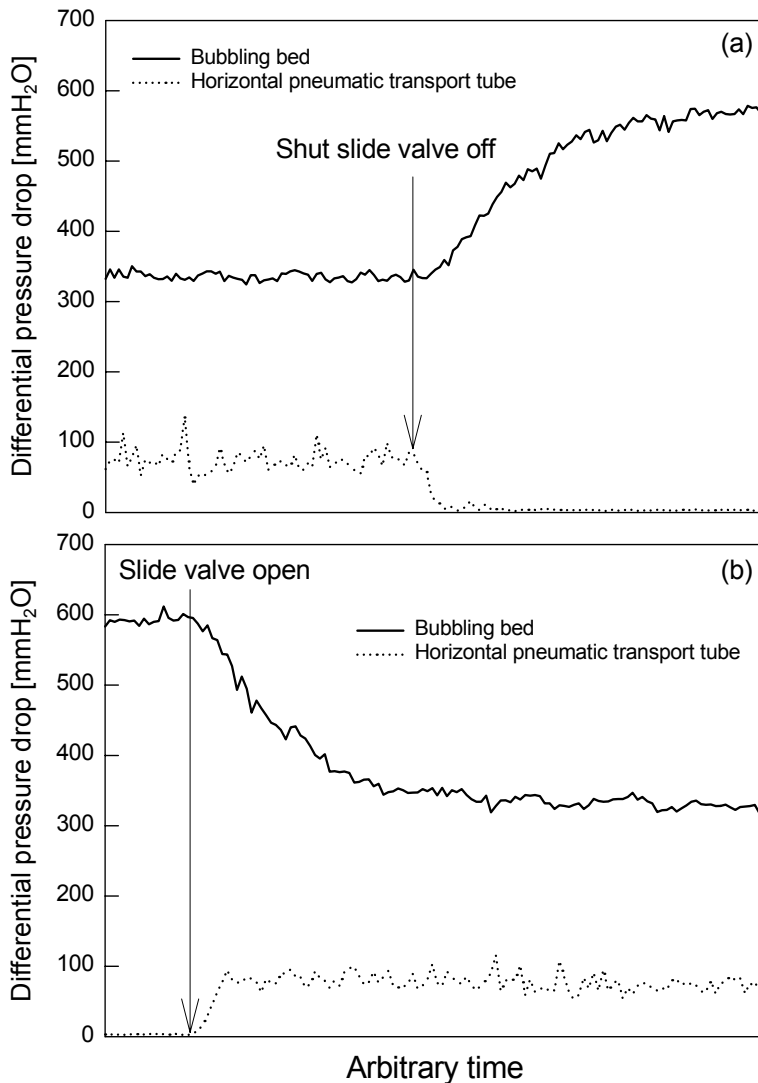 700
(a)
Bubbling bed
Horizontal pneumatic transport tube
600
Shut slide valve off
500
400
300
200
100
0
Differential pressure drop [mmH₂O]
700
Slide valve open
(b)
600
Bubbling bed
Horizontal pneumatic transport tube
500
400
300
200
100
0
Differential pressure drop [mmH₂O]
Arbitrary time